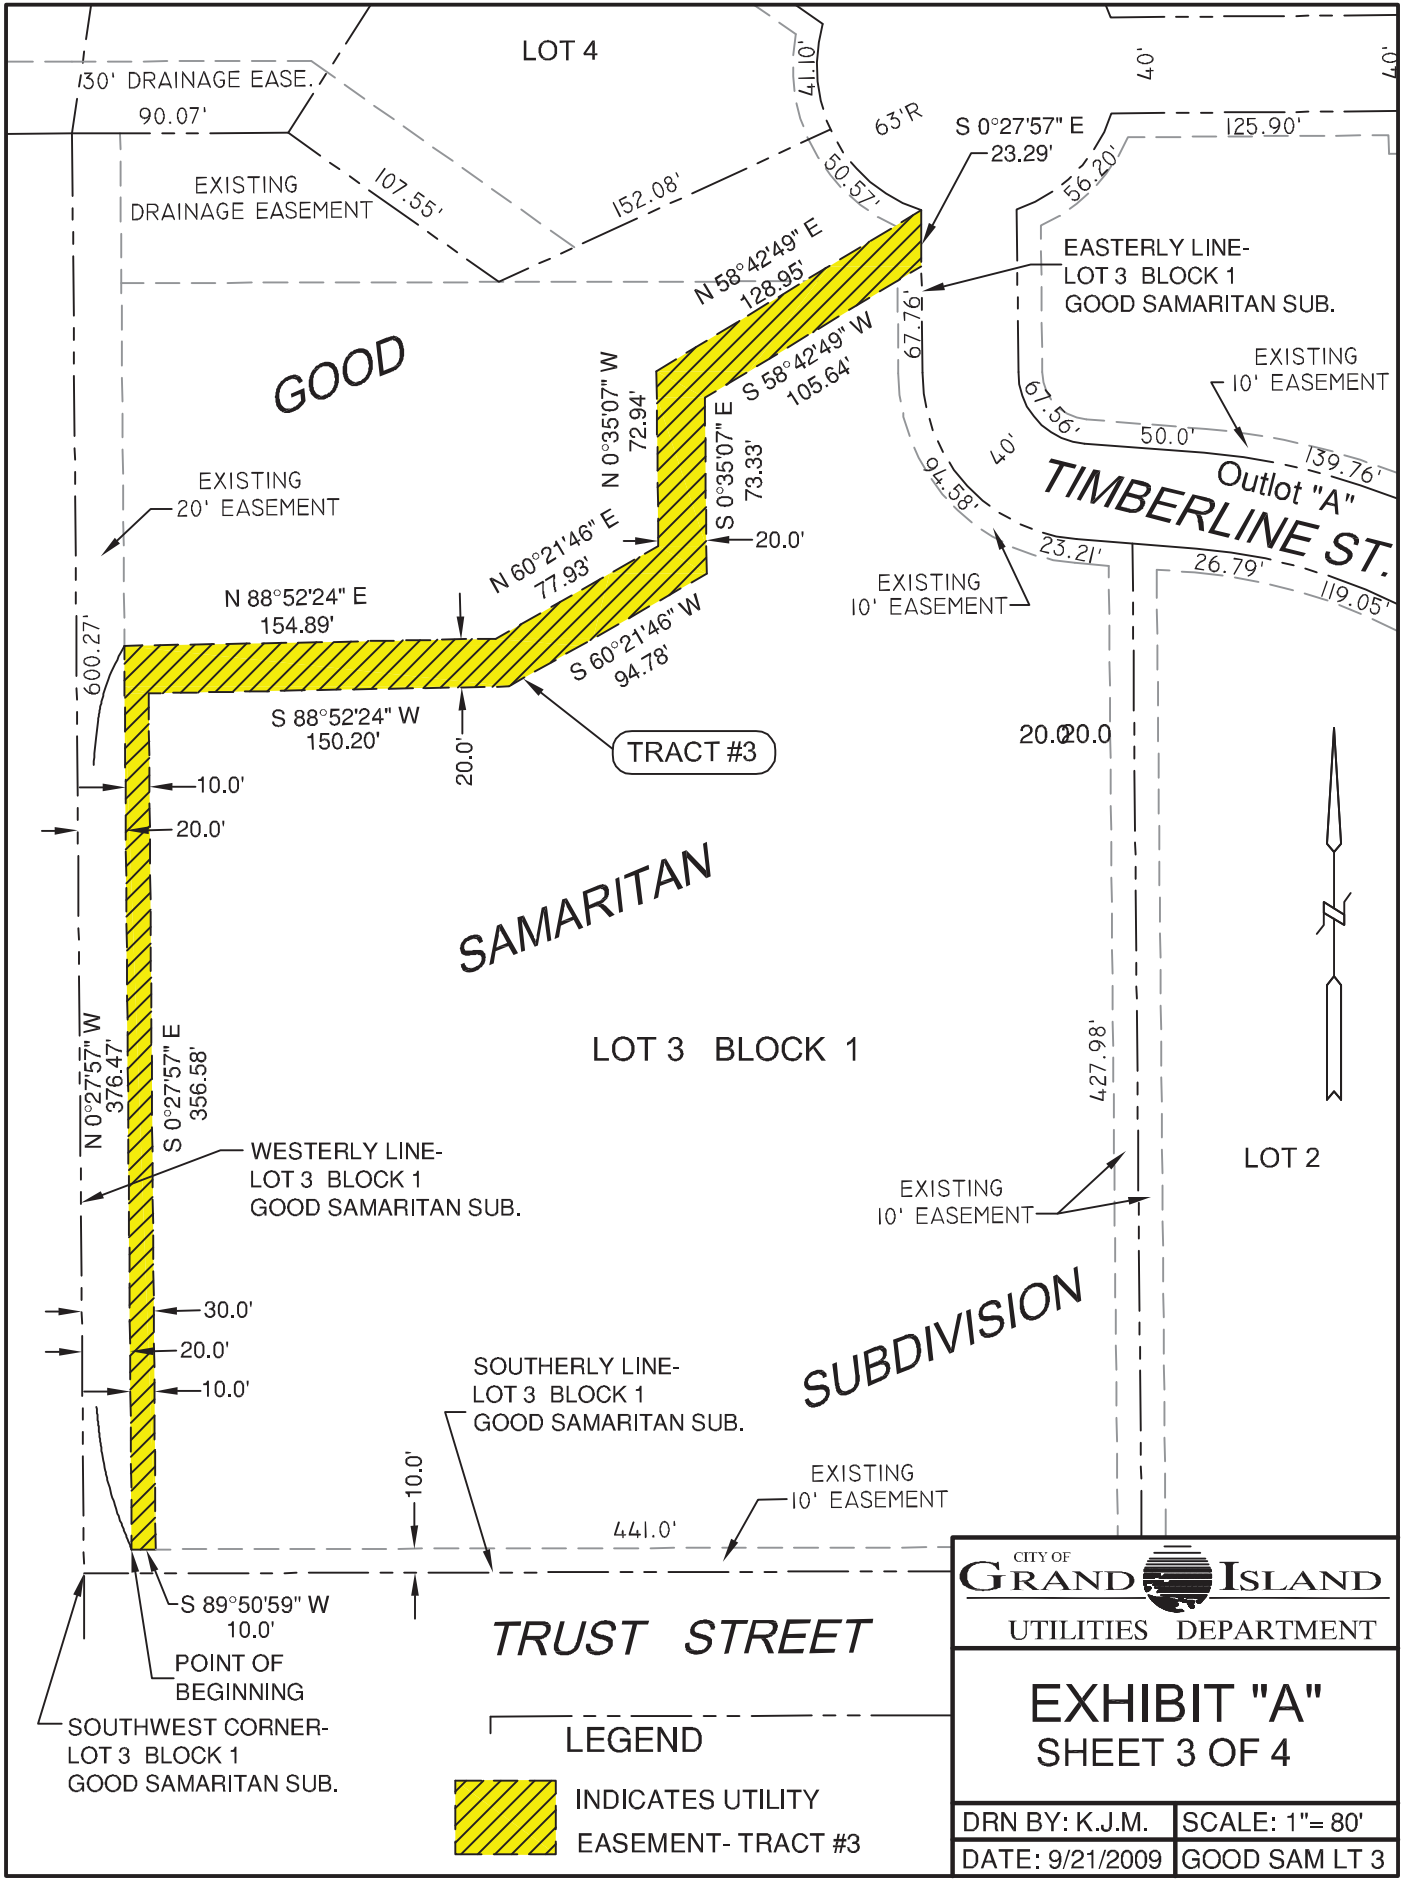 LOT 4
30' DRAINAGE EASE.
90.07'
41.10'
63'R
40'
40'
S 0°27'57" E
23.29'
125.90'
EXISTING
DRAINAGE EASEMENT
107.55'
152.08'
50.57'
56.20'
N 58°42'49" E
128.95'
EASTERLY LINE-
LOT 3 BLOCK 1
GOOD SAMARITAN SUB.
67.76'
S 58°42'49" W
105.64'
GOOD
N 0°35'07" W
72.94'
S 0°35'07" E
73.33'
EXISTING
10' EASEMENT
67.56'
50.0'
139.76'
40'
Outlot "A"
TIMBERLINE ST.
94.58'
EXISTING
20' EASEMENT
20.0'
23.21'
26.79'
119.05'
N 60°21'46" E
77.93'
EXISTING
10' EASEMENT
N 88°52'24" E
154.89'
600.27'
S 60°21'46" W
94.78'
S 88°52'24" W
150.20'
20.0'
TRACT #3
20.0
20.0
10.0'
20.0'
SAMARITAN
N 0°27'57" W
376.47'
S 0°27'57" E
356.58'
LOT 3 BLOCK 1
427.98'
WESTERLY LINE-
LOT 3 BLOCK 1
GOOD SAMARITAN SUB.
LOT 2
EXISTING
10' EASEMENT
30.0'
20.0'
10.0'
SUBDIVISION
SOUTHERLY LINE-
LOT 3 BLOCK 1
GOOD SAMARITAN SUB.
10.0'
EXISTING
10' EASEMENT
441.0'
S 89°50'59" W
10.0'
POINT OF
BEGINNING
TRUST STREET
SOUTHWEST CORNER-
LOT 3 BLOCK 1
GOOD SAMARITAN SUB.
LEGEND
INDICATES UTILITY
EASEMENT- TRACT #3
CITY OF
GRAND ISLAND
UTILITIES DEPARTMENT
EXHIBIT "A"
SHEET 3 OF 4
DRN BY: K.J.M.
SCALE: 1"= 80'
DATE: 9/21/2009
GOOD SAM LT 3